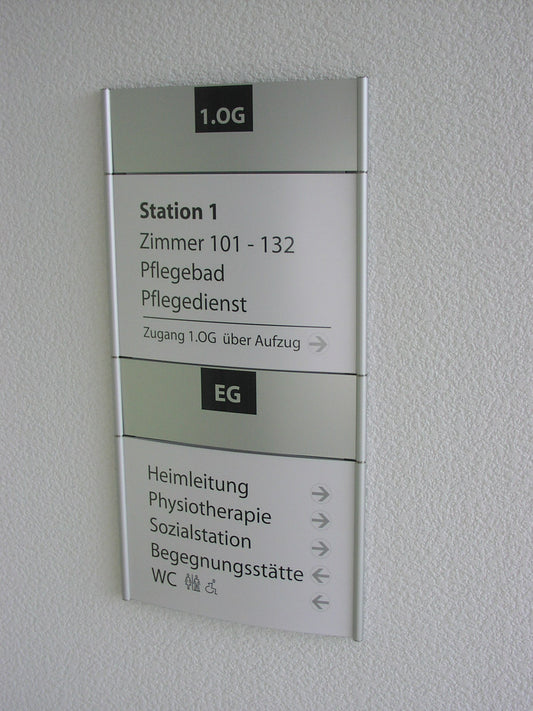 1.OG
Station 1
Zimmer 101 - 132
Pflegebad
Pflegedienst
Zugang 1.OG über Aufzug →
EG
Heimleitung →
Physiotherapie →
Sozialstation →
Begegnungsstätte ←
WC ←